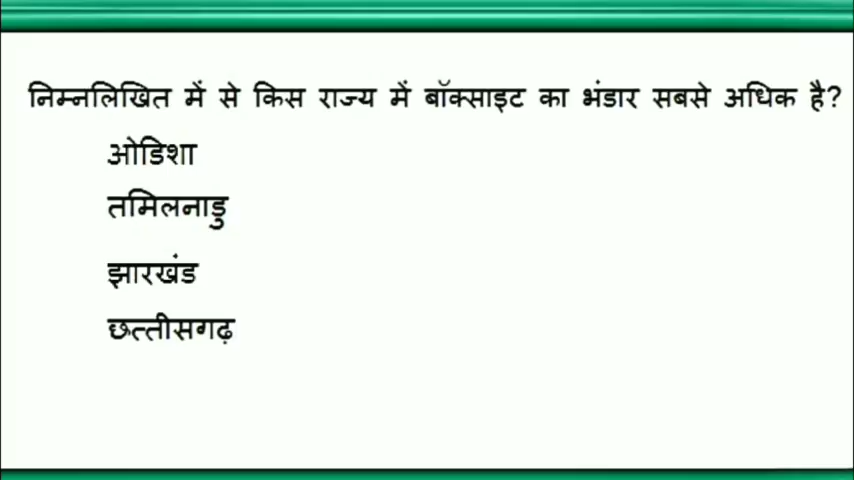 निम्नलिखित में से किस राज्य में बॉक्साइट का भंडार सबसे अधिक है?
ओडिशा
तमिलनाडु
झारखंड
छत्तीसगढ़